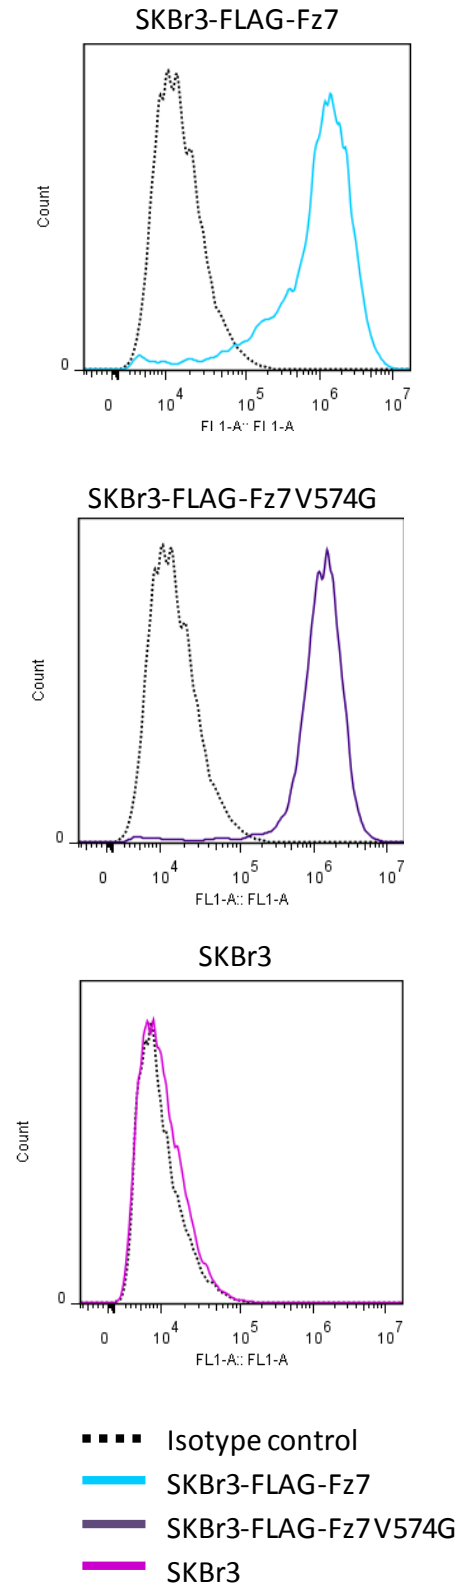 SKBr3-FLAG-Fz7
Count
0
0 10^4 10^5 10^6 10^7
FL1-A:: FL1-A
SKBr3-FLAG-Fz7 V574G
Count
0
0 10^4 10^5 10^6 10^7
FL1-A:: FL1-A
SKBr3
Count
0
0 10^4 10^5 10^6 10^7
FL1-A:: FL1-A
Isotype control
SKBr3-FLAG-Fz7
SKBr3-FLAG-Fz7 V574G
SKBr3